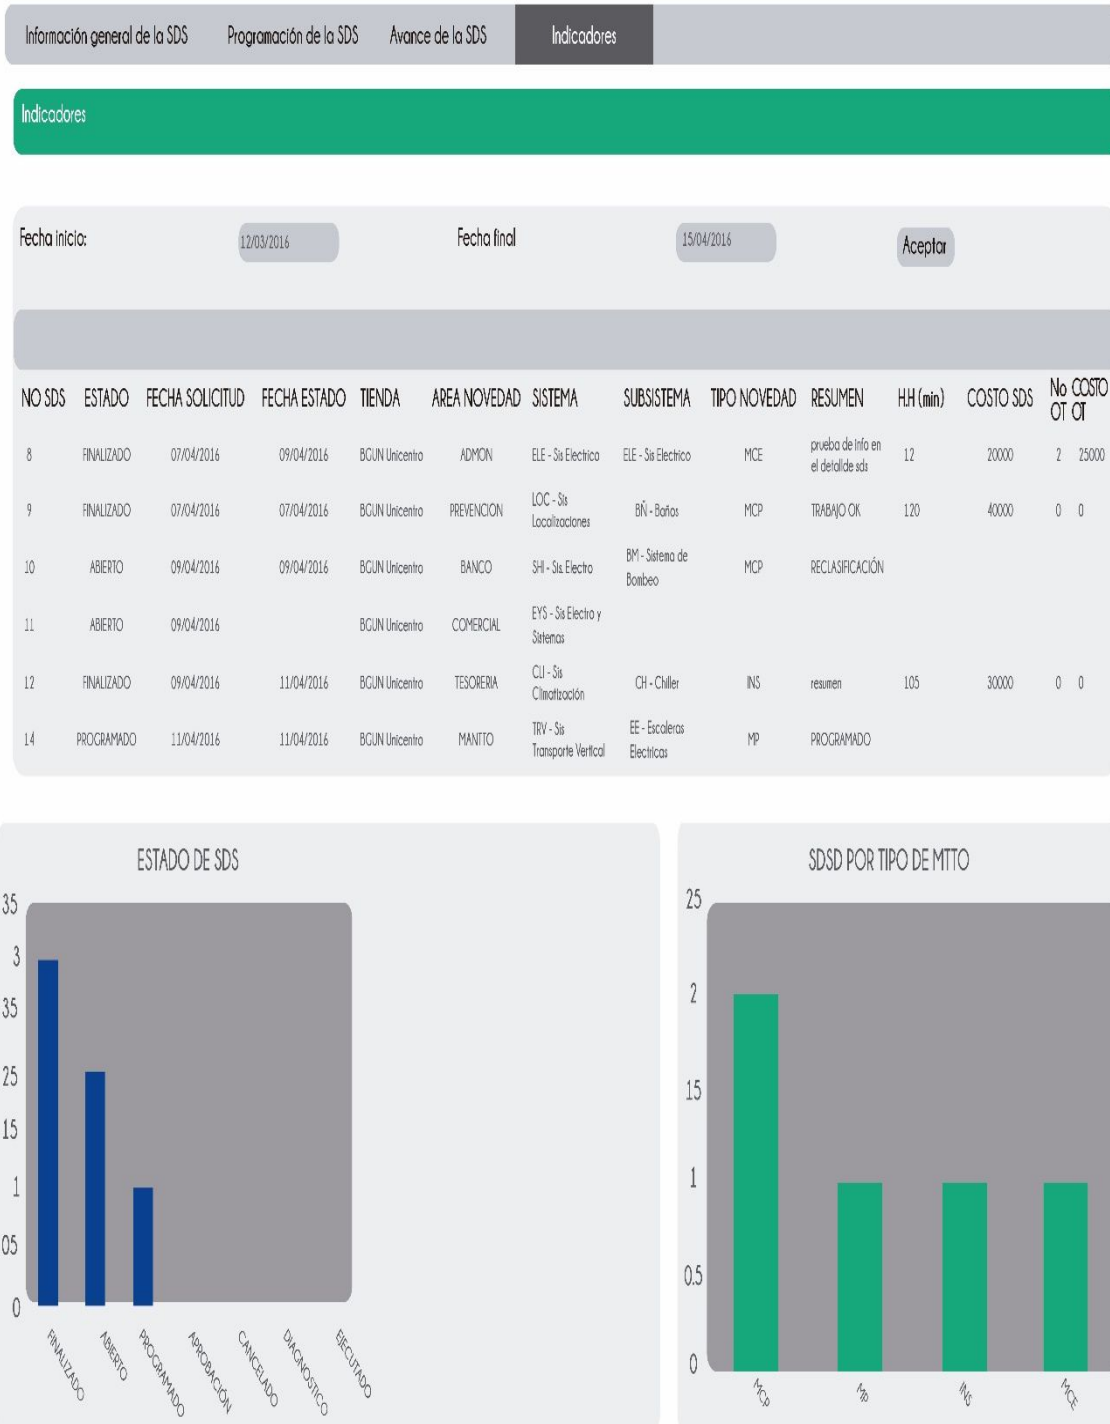 Información general de la SDS Programación de la SDS Avance de la SDS Indicadores
Indicadores
Fecha inicio: 12/03/2016 Fecha final 15/04/2016 Aceptar
NO SDS ESTADO FECHA SOLICITUD FECHA ESTADO TIENDA AREA NOVEDAD SISTEMA SUBSISTEMA TIPO NOVEDAD RESUMEN H.H (min) COSTO SDS No OT COSTO OT
8 FINALIZADO 07/04/2016 09/04/2016 BGUN Unicentro ADMON ELE - Sis Electrico ELE - Sis Electrico MCE prueba de info en el detallde sds 12 20000 2 25000
9 FINALIZADO 07/04/2016 07/04/2016 BGUN Unicentro PREVENCION LOC - Sis Localizaciones BÑ - Baños MCP TRABAJO OK 120 40000 0 0
10 ABIERTO 09/04/2016 09/04/2016 BGUN Unicentro BANCO SHI - Sis. Electro BM - Sistema de Bombeo MCP RECLASIFICACIÓN
11 ABIERTO 09/04/2016 BGUN Unicentro COMERCIAL EYS - Sis Electro y Sistemas
12 FINALIZADO 09/04/2016 11/04/2016 BGUN Unicentro TESORERIA CLI - Sis Climatización CH - Chiller INS resumen 105 30000 0 0
14 PROGRAMADO 11/04/2016 11/04/2016 BGUN Unicentro MANTTO TRV - Sis Transporte Vertical EE - Escaleras Electricas MP PROGRAMADO
ESTADO DE SDS
35
3
35
25
15
1
05
0
FINALIZADO ABIERTO PROGRAMADO APROBACIÓN CANCELADO DIAGNOSTICO EJECUTADO
SDSD POR TIPO DE MTTO
25
2
15
1
0.5
0
MCP MP INS MCE